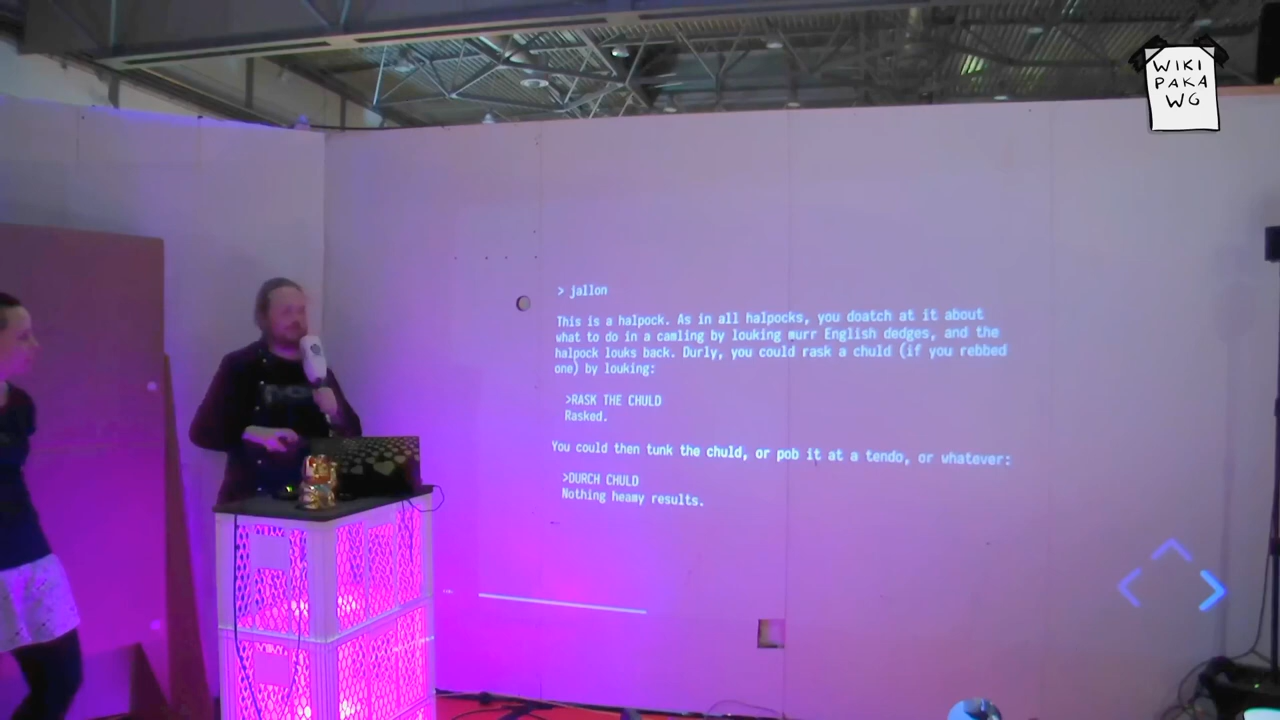 WIKI
PAKA
WG
> jallon
This is a halpock. As in all halpocks, you doatch at it about
what to do in a camling by louking murr English dedges, and the
halpock louks back. Durly, you could rask a chuld (if you rebbed
one) by louking:
>RASK THE CHULD
Rasked.
You could then tunk the chuld, or pob it at a tendo, or whatever:
>DURCH CHULD
Nothing heamy results.